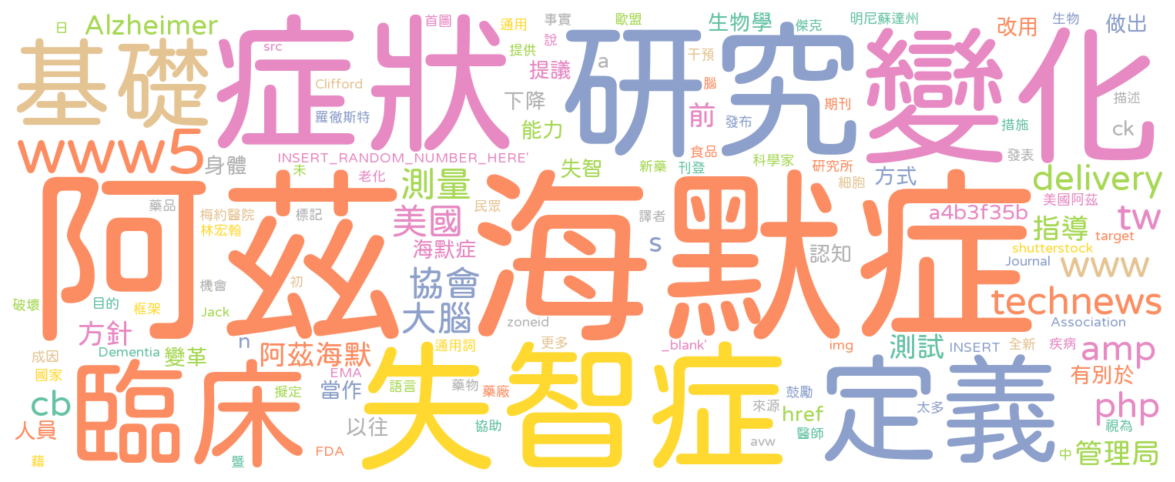 日 Alzheimer 首圖 通用 事實 歐盟 生物學 傑克 明尼蘇達州 改用 生物 做出
基礎 症狀 src 提供 說 提議 研究 干預 變化
Clifford 下降 a 腦 期刊 描述
羅徹斯特 能力 前 發布 措施 ck
www5 身體 INSERT_RANDOM_NUMBER_HERE' 失智 新藥 食品 刊登 科學家 研究所 發表
未 老化 測量 細胞 方式 delivery
阿茲海默症 藥品 美國 民眾 譯者 a4b3f35b 美國阿茲 tw
梅約醫院 標記 林宏翰 海默症 s 認知 指導 target
shutterstock
機會 初 協會 Journal www
破壞 目的 框架 Jack 大腦 zoneid technews
方針 n Association
成因 Dementia 變革 阿茲海默 通用詞 更多 _blank' img 測試 INSERT 全新 疾病 amp
國家 臨床 EMA 失智症 定義 有別於
cb 擬定 當作 語言 藥物 藥廠 鼓勵 太多 php
人員 以往 協助 來源 href 醫師 視為
藉 暨 FDA avw 中 管理局